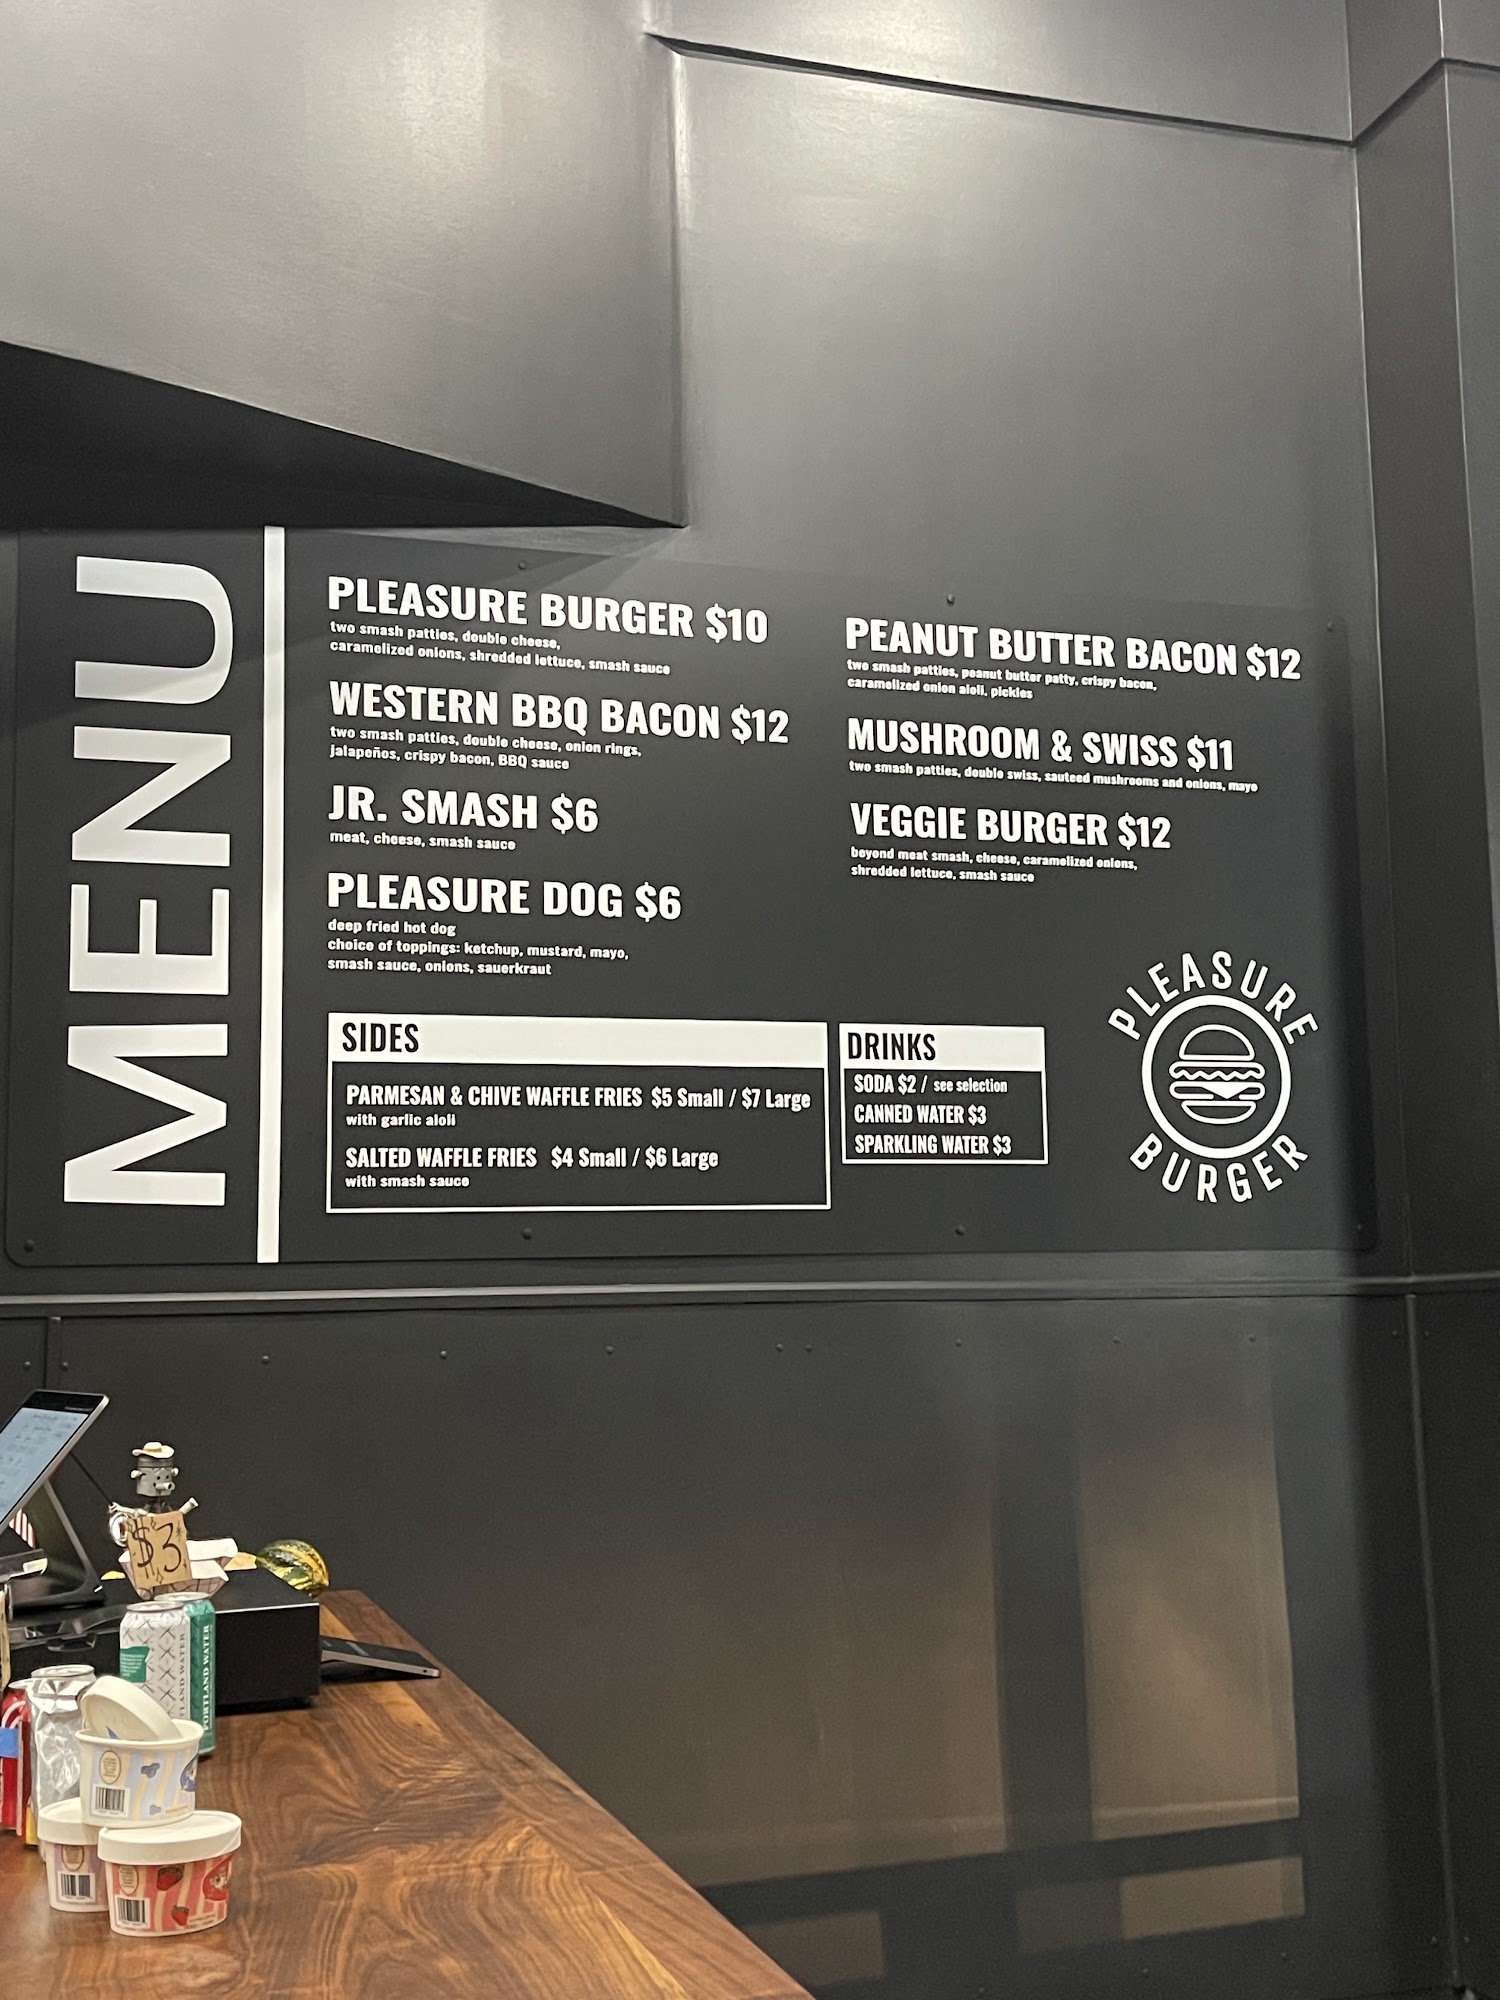 MENU
PLEASURE BURGER $10
two smash patties, double cheese,
caramelized onions, shredded lettuce, smash sauce
WESTERN BBQ BACON $12
two smash patties, double cheese, onion rings,
jalapeños, crispy bacon, BBQ sauce
JR. SMASH $6
meat, cheese, smash sauce
PLEASURE DOG $6
deep fried hot dog
choice of toppings: ketchup, mustard, mayo,
smash sauce, onions, sauerkraut
PEANUT BUTTER BACON $12
two smash patties, peanut butter patty, crispy bacon,
caramelized onion aioli, pickles
MUSHROOM & SWISS $11
two smash patties, double swiss, sauteed mushrooms and onions, mayo
VEGGIE BURGER $12
beyond meat smash, cheese, caramelized onions,
shredded lettuce, smash sauce
SIDES
PARMESAN & CHIVE WAFFLE FRIES $5 Small / $7 Large
with garlic aioli
SALTED WAFFLE FRIES $4 Small / $6 Large
with smash sauce
DRINKS
SODA $2 / see selection
CANNED WATER $3
SPARKLING WATER $3
PLEASURE
BURGER
$3
PORTLAND WATER